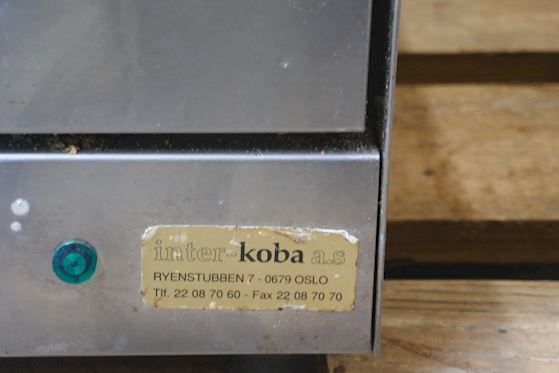 inter-koba a.s
RYENSTUBBEN 7 - 0679 OSLO
Tlf. 22 08 70 60 - Fax 22 08 70 70